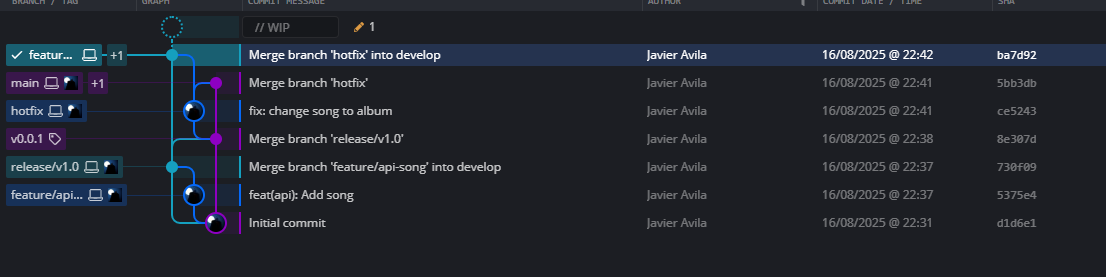 BRANCH / TAG GRAPH COMMIT MESSAGE AUTHOR COMMIT DATE / TIME SHA
// WIP 1
featur... +1 Merge branch 'hotfix' into develop Javier Avila 16/08/2025 @ 22:42 ba7d92
main +1 Merge branch 'hotfix' Javier Avila 16/08/2025 @ 22:41 5bb3db
hotfix fix: change song to album Javier Avila 16/08/2025 @ 22:41 ce5243
v0.0.1 Merge branch 'release/v1.0' Javier Avila 16/08/2025 @ 22:38 8e307d
release/v1.0 Merge branch 'feature/api-song' into develop Javier Avila 16/08/2025 @ 22:37 730f09
feature/api... feat(api): Add song Javier Avila 16/08/2025 @ 22:37 5375e4
Initial commit Javier Avila 16/08/2025 @ 22:31 d1d6e1